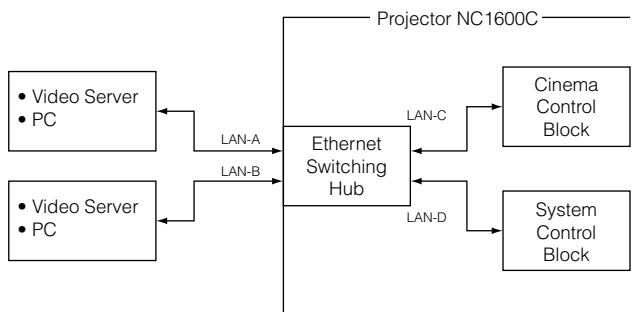 Projector NC1600C
• Video Server
• PC
LAN-A
LAN-B
• Video Server
• PC
Ethernet
Switching
Hub
LAN-C
LAN-D
Cinema
Control
Block
System
Control
Block